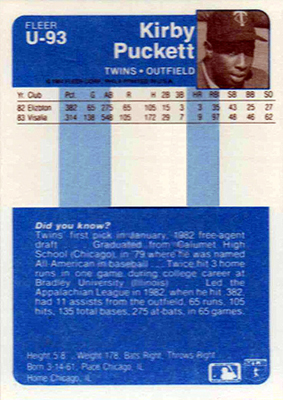 FLEER
U-93
Kirby
Puckett
TWINS • OUTFIELD
Yr. Club Pct. G AB R H 2B 3B HR RBI SB BB SO
82 Elizbton .382 65 275 65 105 15 3 3 35 43 25 27
83 Visalia .314 138 548 105 172 29 7 9 97 48 46 62
Did you know?
Twins' first pick in January, 1982 free-agent
draft . . . Graduated from Calumet High
School (Chicago), in '79 where he was named
All-American in baseball . . . Twice hit 3 home
runs in one game during college career at
Bradley University (Illinois) . . . Led the
Appalachian League in 1982, when he hit .382
had 11 assists from the outfield, 65 runs, 105
hits, 135 total bases, 275 at-bats, in 65 games.
Height: 5'8 Weight 178, Bats Right, Throws Right
Born 3-14-61, Place Chicago, IL
Home Chicago, IL